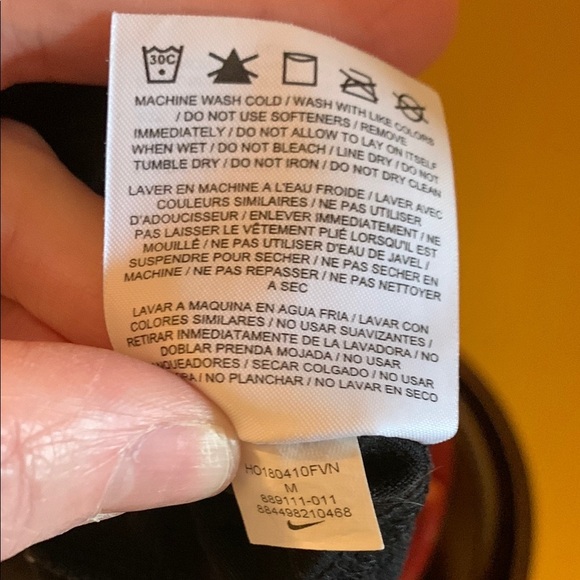 30C
MACHINE WASH COLD / WASH WITH LIKE COLORS
/ DO NOT USE SOFTENERS / REMOVE
IMMEDIATELY / DO NOT ALLOW TO LAY ON ITSELF
WHEN WET / DO NOT BLEACH / LINE DRY / DO NOT
TUMBLE DRY / DO NOT IRON / DO NOT DRY CLEAN
LAVER EN MACHINE A L'EAU FROIDE / LAVER AVEC
COULEURS SIMILAIRES / NE PAS UTILISER
D'ADOUCISSEUR / ENLEVER IMMEDIATEMENT / NE
PAS LAISSER LE VÊTEMENT PLIÉ LORSQU'IL EST
MOUILLÉ / NE PAS UTILISER D'EAU DE JAVEL /
SUSPENDRE POUR SECHER / NE PAS SECHER EN
MACHINE / NE PAS REPASSER / NE PAS NETTOYER
A SEC
LAVAR A MAQUINA EN AGUA FRIA / LAVAR CON
COLORES SIMILARES / NO USAR SUAVIZANTES /
RETIRAR INMEDIATAMENTE DE LA LAVADORA / NO
DOBLAR PRENDA MOJADA / NO USAR
/ SECAR COLGADO / NO USAR
/ NO PLANCHAR / NO LAVAR EN SECO
HO180410FVN
M
889111-011
884498210468